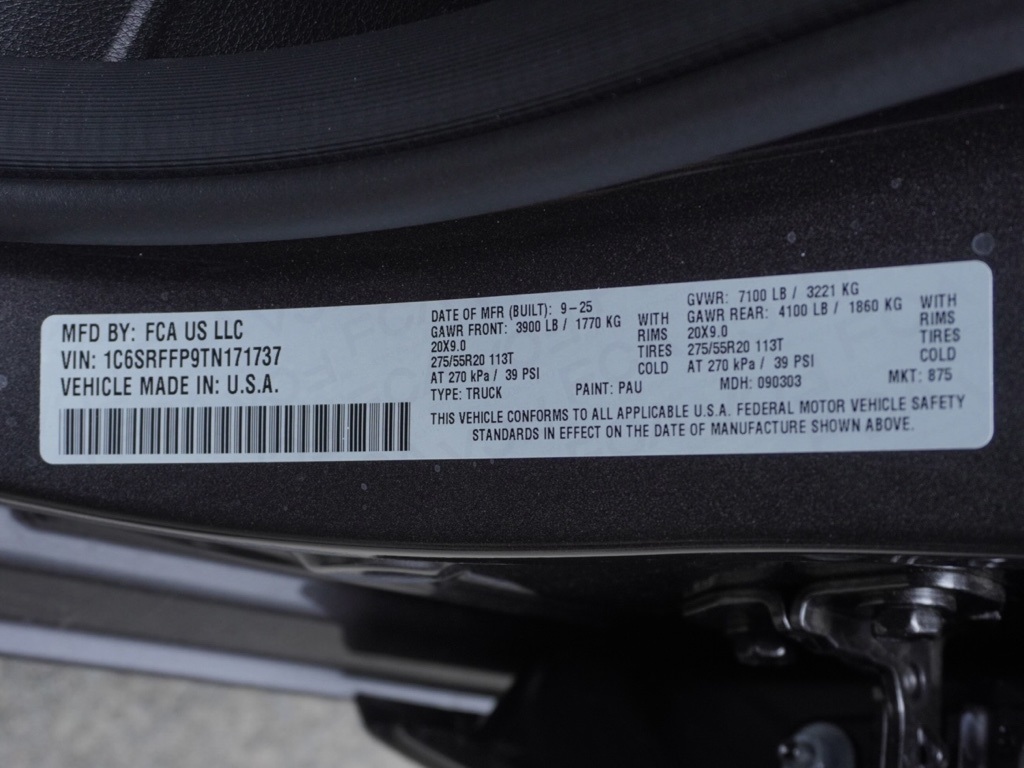 MFD BY: FCA US LLC
VIN: 1C6SRFFP9TN171737
VEHICLE MADE IN: U.S.A.
DATE OF MFR (BUILT): 9-25
GAWR FRONT: 3900 LB / 1770 KG
20X9.0
275/55R20 113T
AT 270 kPa / 39 PSI
WITH
RIMS
TIRES
COLD
GVWR: 7100 LB / 3221 KG
GAWR REAR: 4100 LB / 1860 KG
20X9.0
275/55R20 113T
AT 270 kPa / 39 PSI
WITH
RIMS
TIRES
COLD
TYPE: TRUCK PAINT: PAU MDH: 090303 MKT: 875
THIS VEHICLE CONFORMS TO ALL APPLICABLE U.S.A. FEDERAL MOTOR VEHICLE SAFETY
STANDARDS IN EFFECT ON THE DATE OF MANUFACTURE SHOWN ABOVE.